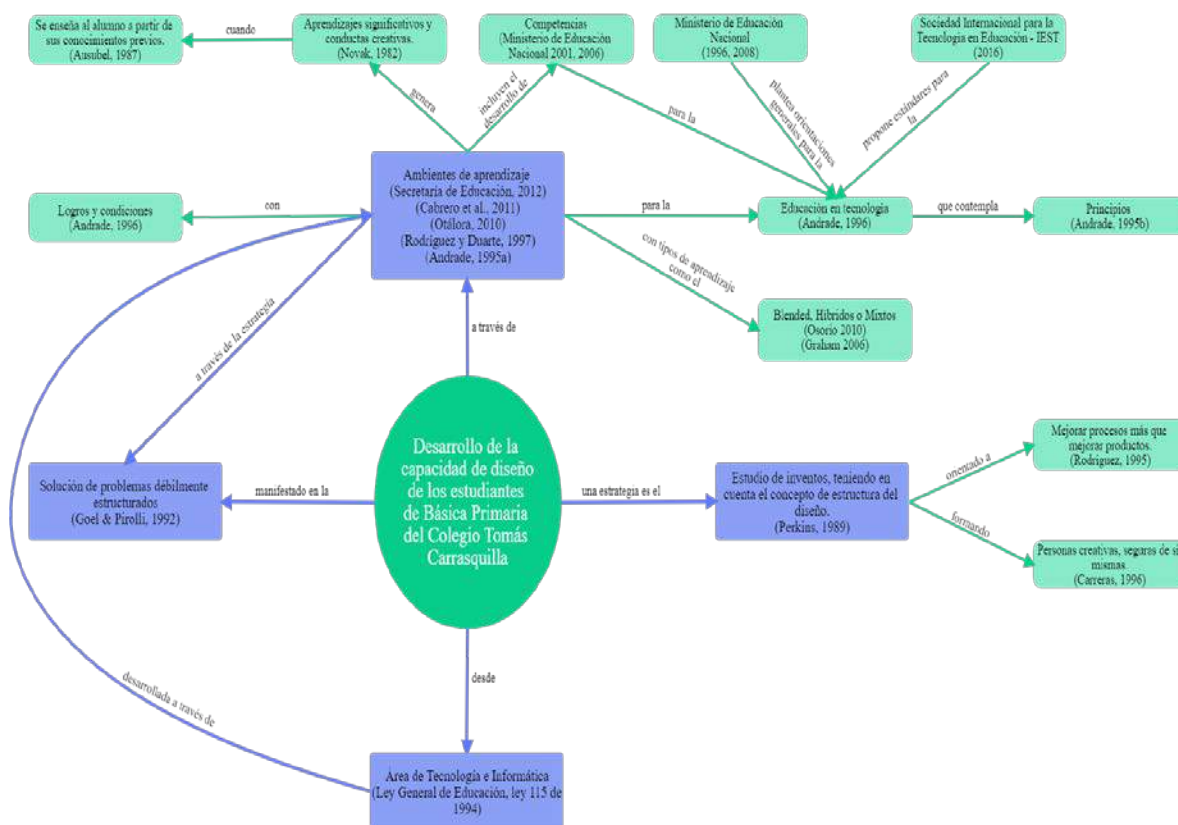 Se enseña al alumno a partir de
sus conocimientos previos.
(Ausubel, 1987)
cuando
Aprendizajes significativos y
conductas creativas.
(Novak, 1982)
Competencias
(Ministerio de Educación
Nacional 2001, 2006)
Ministerio de Educación
Nacional
(1996, 2008)
Sociedad Internacional para la
Tecnología en Educación - IEST
(2016)
genera
incluyen el
desarrollo de
para la
plantea orientaciones
generales para la
propone estándares para
la
Ambientes de aprendizaje
(Secretaría de Educación, 2012)
(Cabrero et al., 2011)
(Otálora, 2010)
(Rodríguez y Duarte, 1997)
(Andrade, 1995a)
Logros y condiciones
(Andrade, 1996)
con
para la
Educación en tecnología
(Andrade, 1996)
que contempla
Principios
(Andrade, 1995b)
con tipos de aprendizaje
como el
Blended, Híbridos o Mixtos
(Osorio 2010)
(Graham 2006)
a través de la estrategia
a través de
Desarrollo de la
capacidad de diseño
de los estudiantes
de Básica Primaria
del Colegio Tomás
Carrasquilla
Solución de problemas débilmente
estructurados
(Goel & Pirolli, 1992)
manifestado en la
una estrategia es el
Estudio de inventos, teniendo en
cuenta el concepto de estructura del
diseño.
(Perkins, 1989)
orientado a
Mejorar procesos más que
mejorar productos.
(Rodríguez, 1995)
formando
Personas creativas, seguras de sí
mismas.
(Carreras, 1996)
desde
desarrollada a través de
Área de Tecnología e Informática
(Ley General de Educación, ley 115 de
1994)